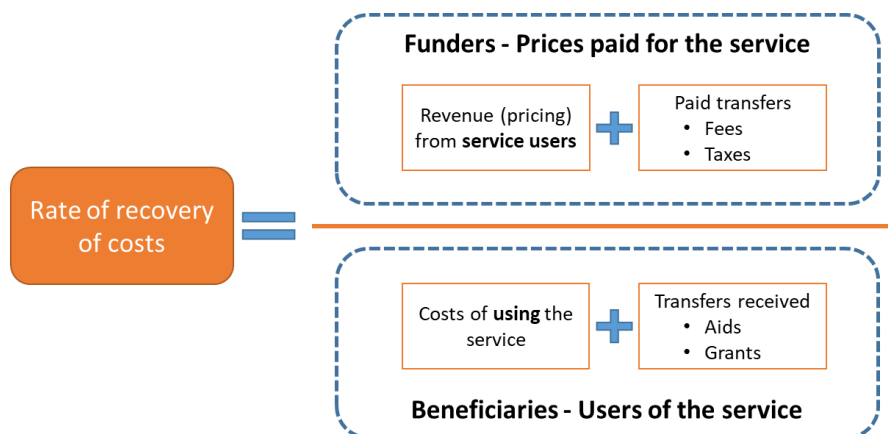 Funders - Prices paid for the service
Revenue (pricing)
from service users
Paid transfers
• Fees
• Taxes
Rate of recovery
of costs
Costs of using the
service
Transfers received
• Aids
• Grants
Beneficiaries - Users of the service